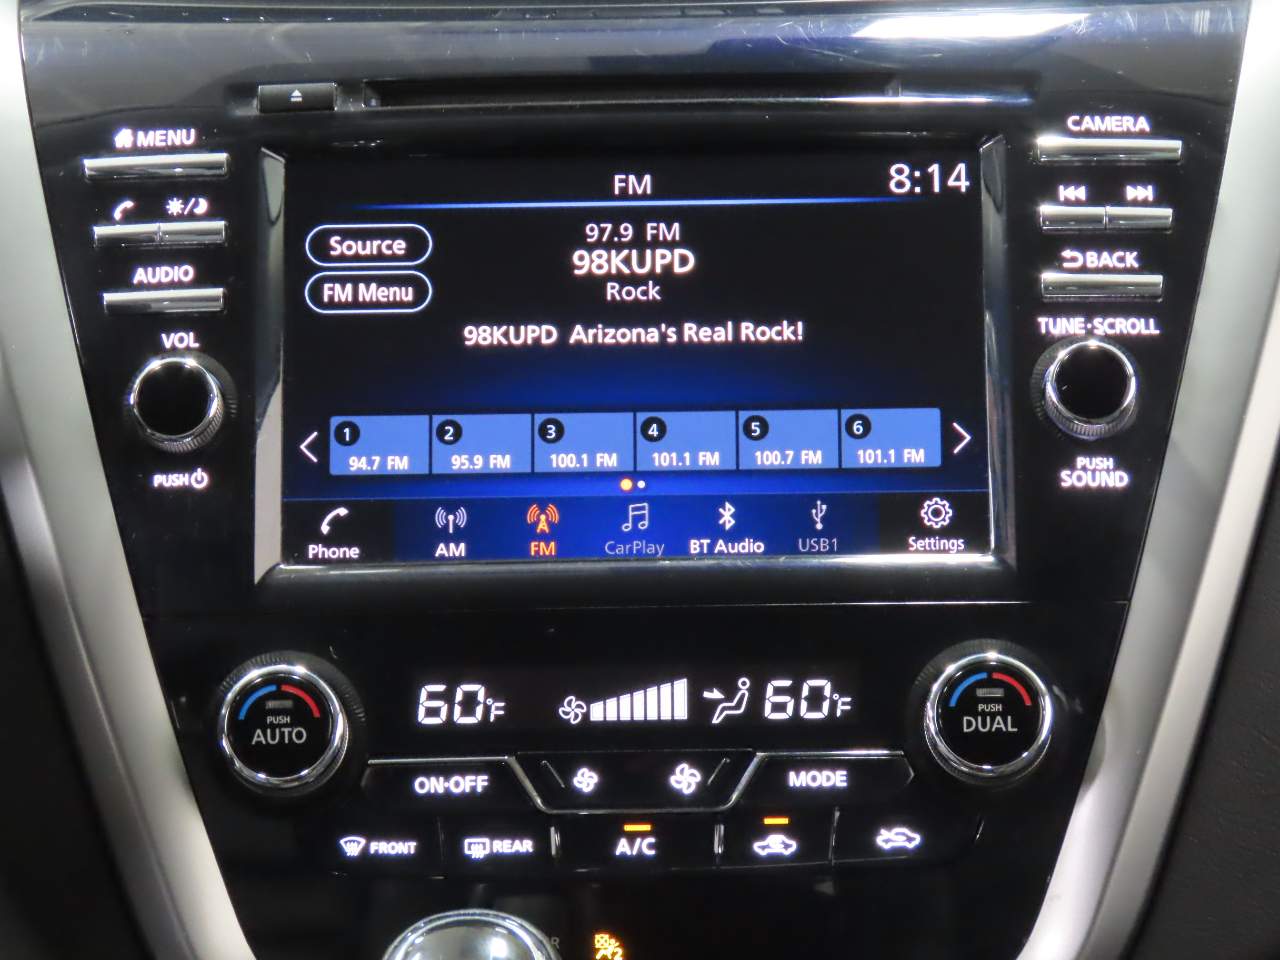 MENU
CAMERA
FM
8:14
97.9 FM
Source
98KUPD
BACK
AUDIO
FM Menu
Rock
VOL
98KUPD Arizona's Real Rock!
TUNE·SCROLL
1
2
3
4
5
6
94.7 FM
95.9 FM
100.1 FM
101.1 FM
100.7 FM
101.1 FM
PUSH
PUSH
SOUND
Phone
AM
FM
CarPlay
BT Audio
USB1
Settings
60°F
60°F
PUSH
AUTO
PUSH
DUAL
ON·OFF
MODE
FRONT
REAR
A/C